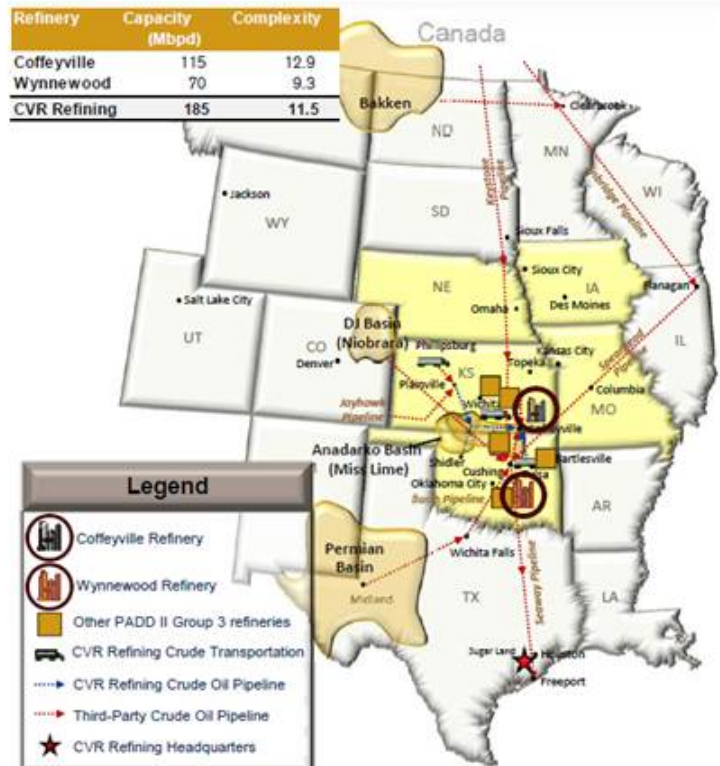 Refinery Capacity Complexity
(Mbpd)
Coffeyville 115 12.9
Wynnewood 70 9.3
CVR Refining 185 11.5
Canada
Bakken
Clearbrook
ND
MN
Keystone
Pipeline
WI
Jackson
WY
SD
Sioux Falls
Pipeline
Sioux City
NE
IA
Flanagan
Salt Lake City
Omaha
Des Moines
UT
CO
DJ Basin
(Niobrara)
IL
Denver
Phillipsburg
Kansas City
Topeka
Pipeline
KS
Plainville
Columbia
Jayhawk
Pipeline
Wichita
MO
Anadarko Basin
(Miss Lime)
Shidler
Bartlesville
Cushing
Oklahoma City
Basin Pipeline
AR
Legend
Coffeyville Refinery
Wynnewood Refinery
Other PADD II Group 3 refineries
CVR Refining Crude Transportation
CVR Refining Crude Oil Pipeline
Third-Party Crude Oil Pipeline
CVR Refining Headquarters
Permian
Basin
Wichita Falls
Midland
TX
LA
Seaway Pipeline
Sugar Land
Houston
Freeport